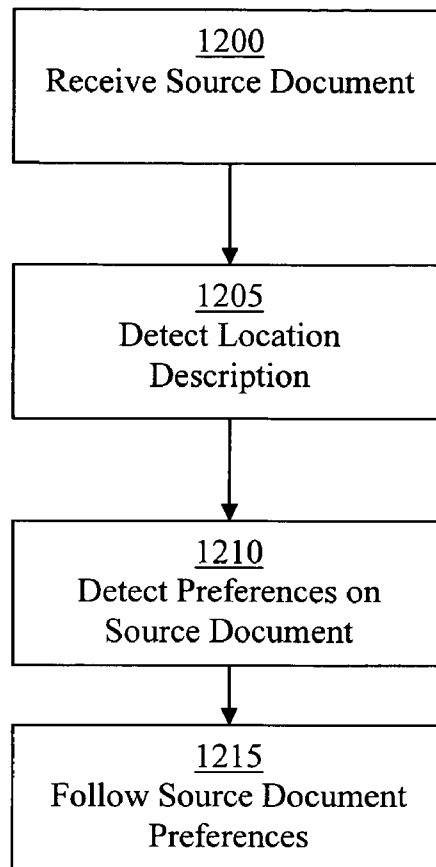 1200
Receive Source Document
1205
Detect Location
Description
1210
Detect Preferences on
Source Document
1215
Follow Source Document
Preferences